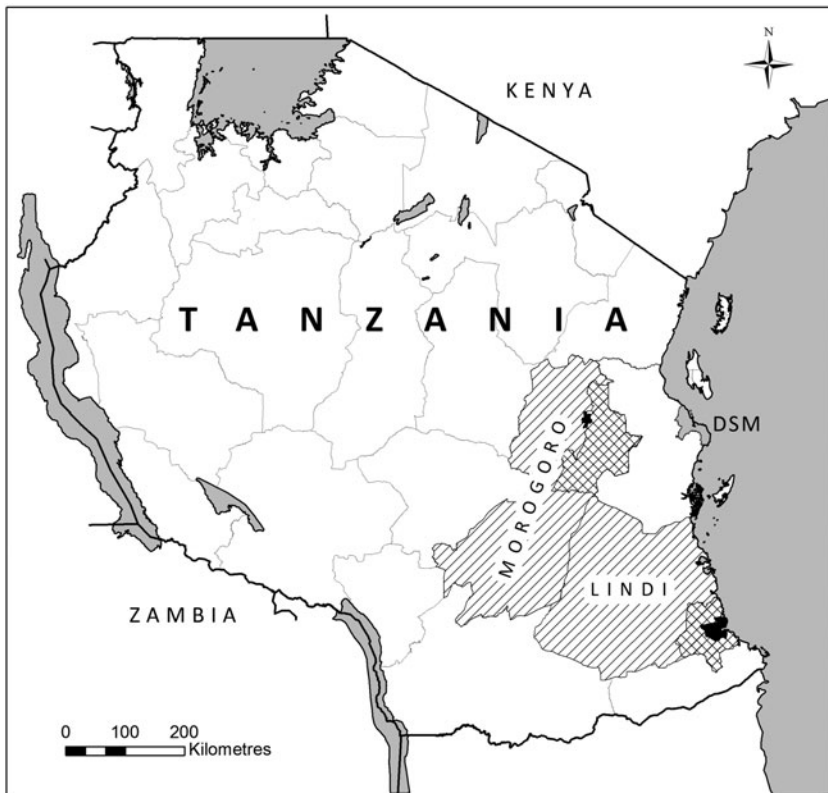 N
KENYA
TANZANIA
DSM
MOROGORO
LINDI
ZAMBIA
0 100 200
Kilometres